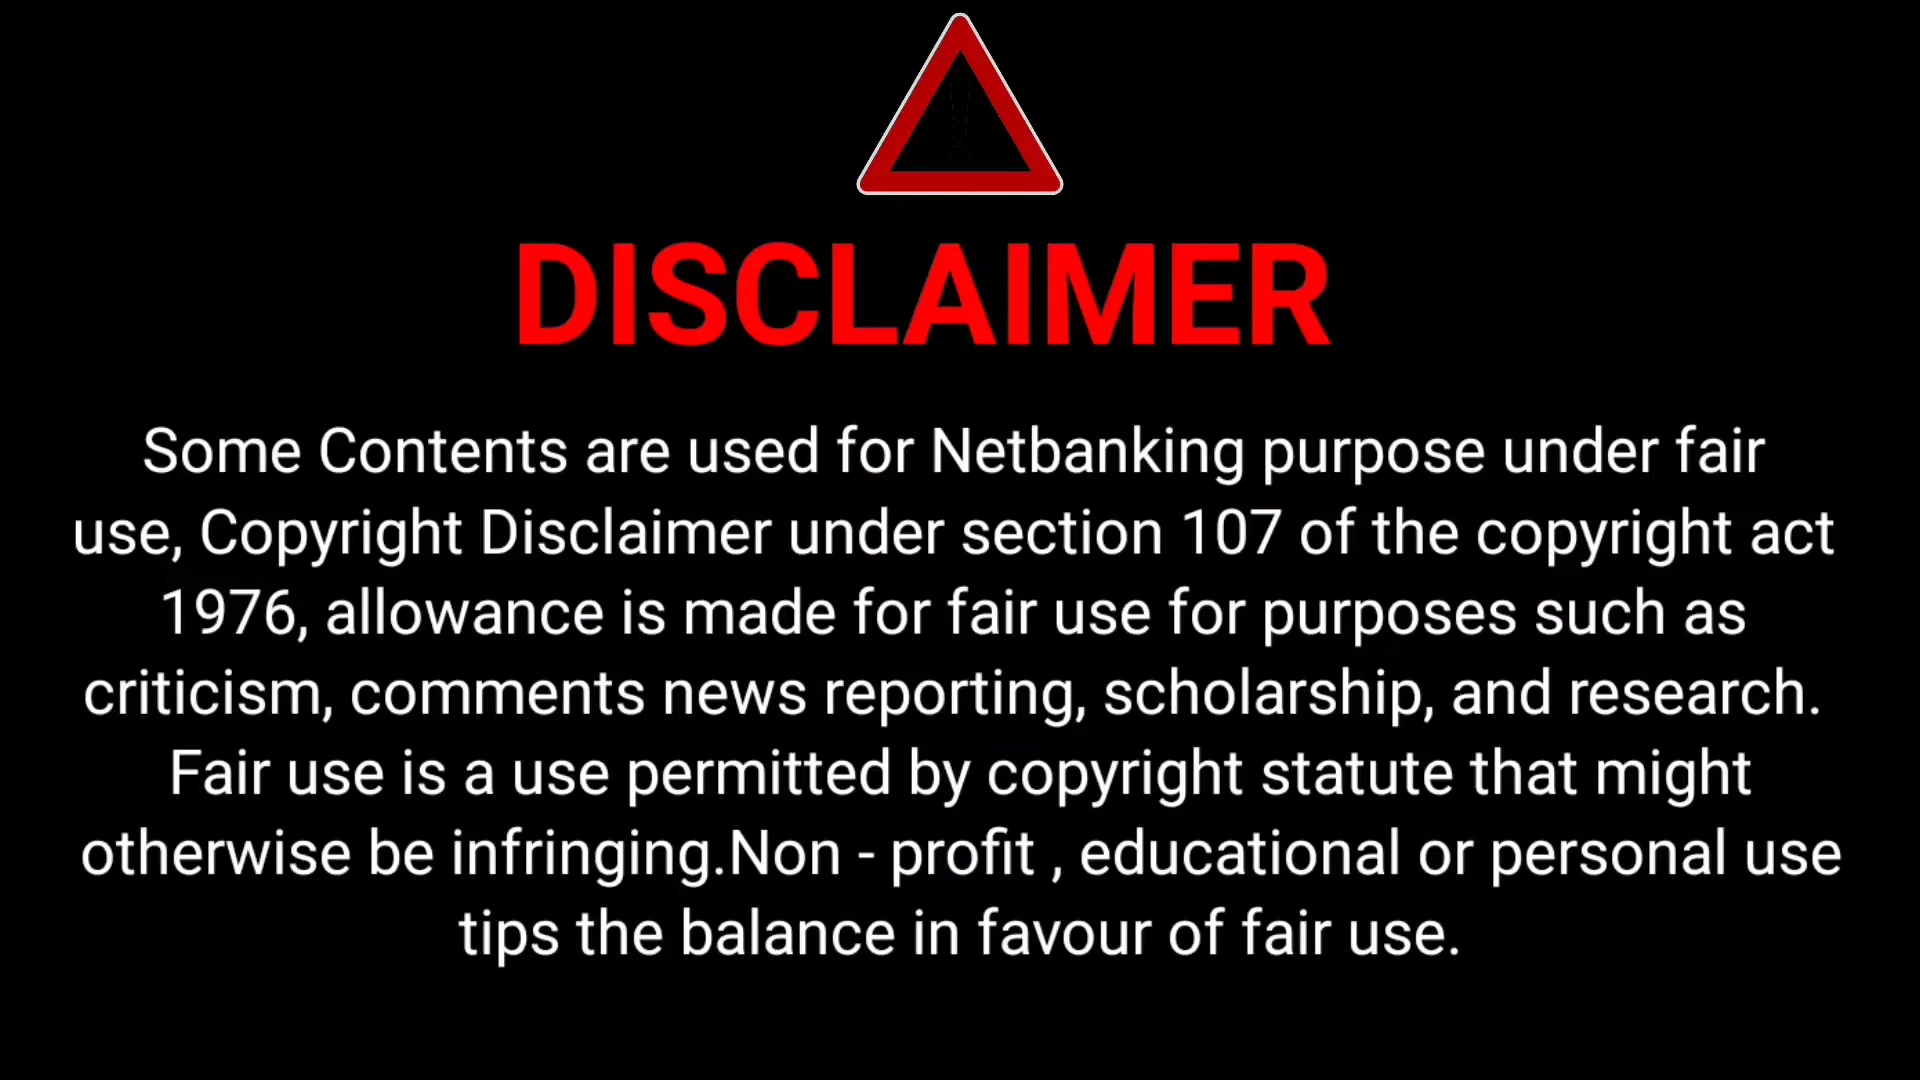 DISCLAIMER
Some Contents are used for Netbanking purpose under fair
use, Copyright Disclaimer under section 107 of the copyright act
1976, allowance is made for fair use for purposes such as
criticism, comments news reporting, scholarship, and research.
Fair use is a use permitted by copyright statute that might
otherwise be infringing.Non - profit , educational or personal use
tips the balance in favour of fair use.